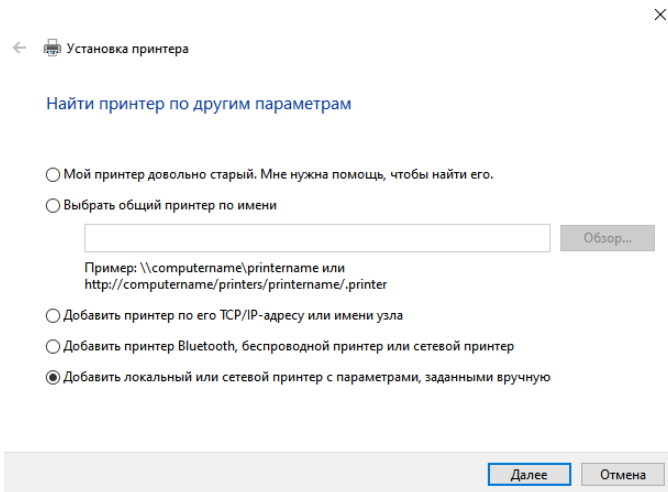 Установка принтера
Найти принтер по другим параметрам
Мой принтер довольно старый. Мне нужна помощь, чтобы найти его.
Выбрать общий принтер по имени
Обзор...
Пример: \\computername\printername или
http://computername/printers/printername/.printer
Добавить принтер по его TCP/IP-адресу или имени узла
Добавить принтер Bluetooth, беспроводной принтер или сетевой принтер
Добавить локальный или сетевой принтер с параметрами, заданными вручную
Далее
Отмена